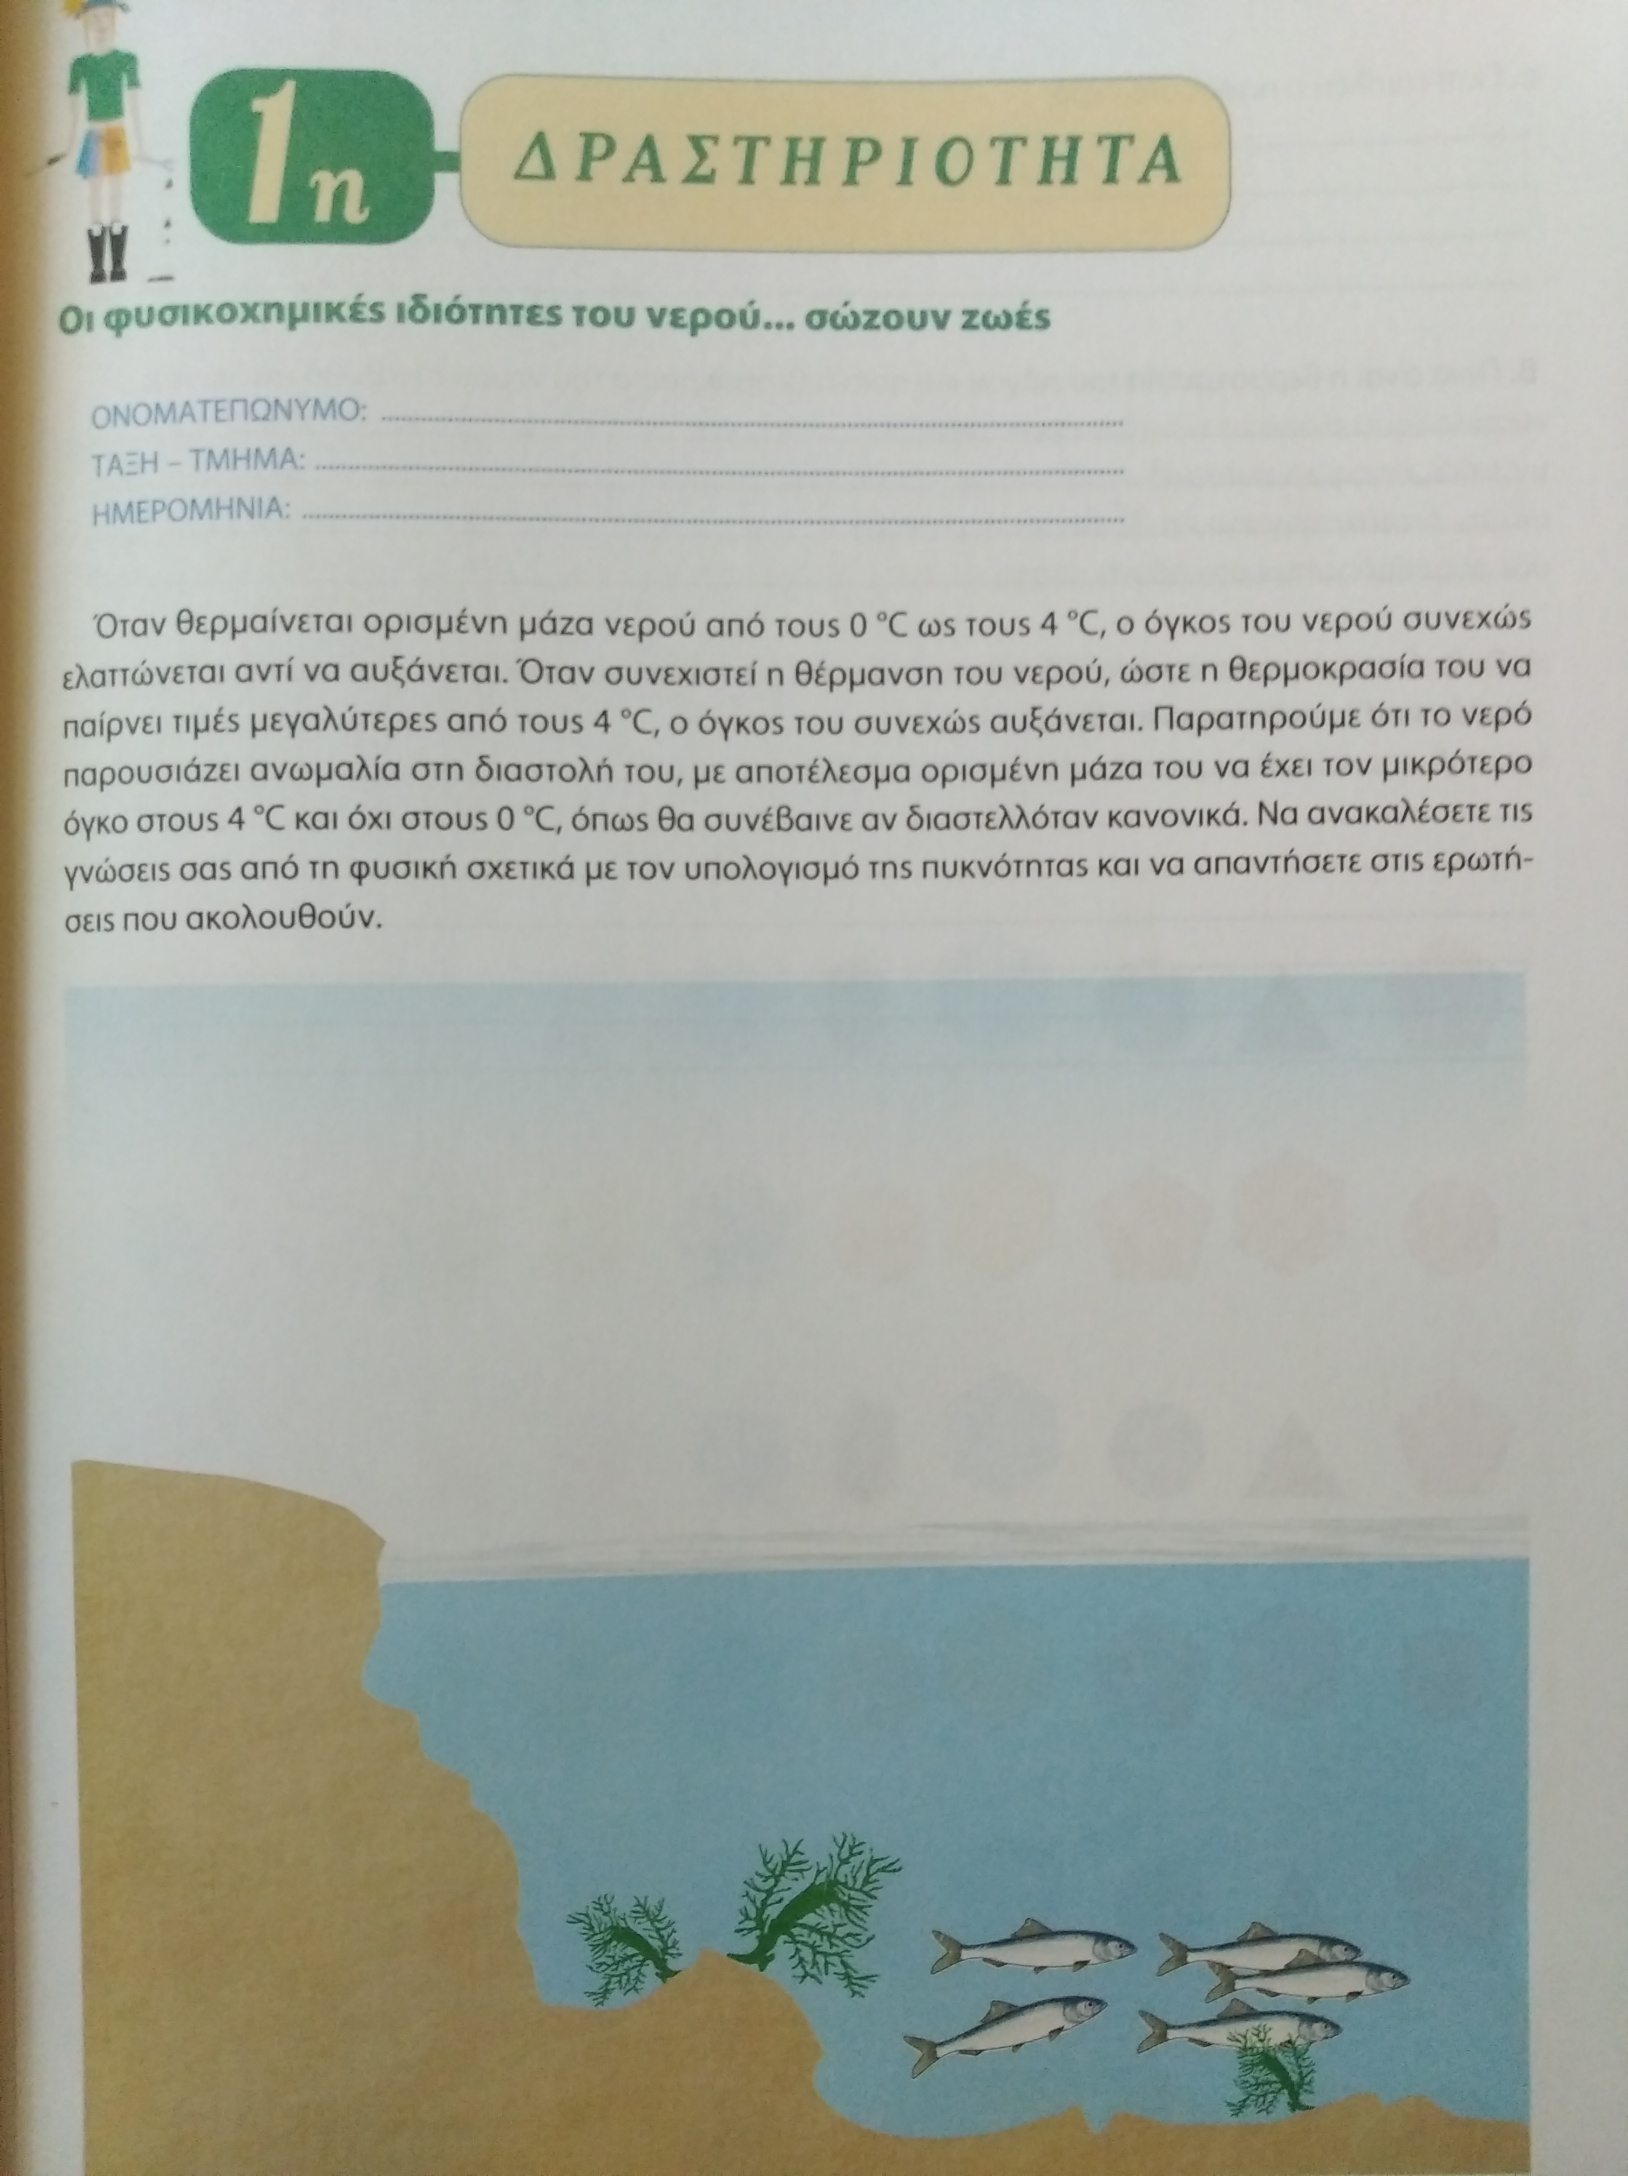 1η ΔΡΑΣΤΗΡΙΟΤΗΤΑ
Οι φυσικοχημικές ιδιότητες του νερού... σώζουν ζωές
ΟΝΟΜΑΤΕΠΩΝΥΜΟ:
ΤΑΞΗ – ΤΜΗΜΑ:
ΗΜΕΡΟΜΗΝΙΑ:
Όταν θερμαίνεται ορισμένη μάζα νερού από τους 0 °C ως τους 4 °C, ο όγκος του νερού συνεχώς
ελαττώνεται αντί να αυξάνεται. Όταν συνεχιστεί η θέρμανση του νερού, ώστε η θερμοκρασία του να
παίρνει τιμές μεγαλύτερες από τους 4 °C, ο όγκος του συνεχώς αυξάνεται. Παρατηρούμε ότι το νερό
παρουσιάζει ανωμαλία στη διαστολή του, με αποτέλεσμα ορισμένη μάζα του να έχει τον μικρότερο
όγκο στους 4 °C και όχι στους 0 °C, όπως θα συνέβαινε αν διαστελλόταν κανονικά. Να ανακαλέσετε τις
γνώσεις σας από τη φυσική σχετικά με τον υπολογισμό της πυκνότητας και να απαντήσετε στις ερωτή-
σεις που ακολουθούν.